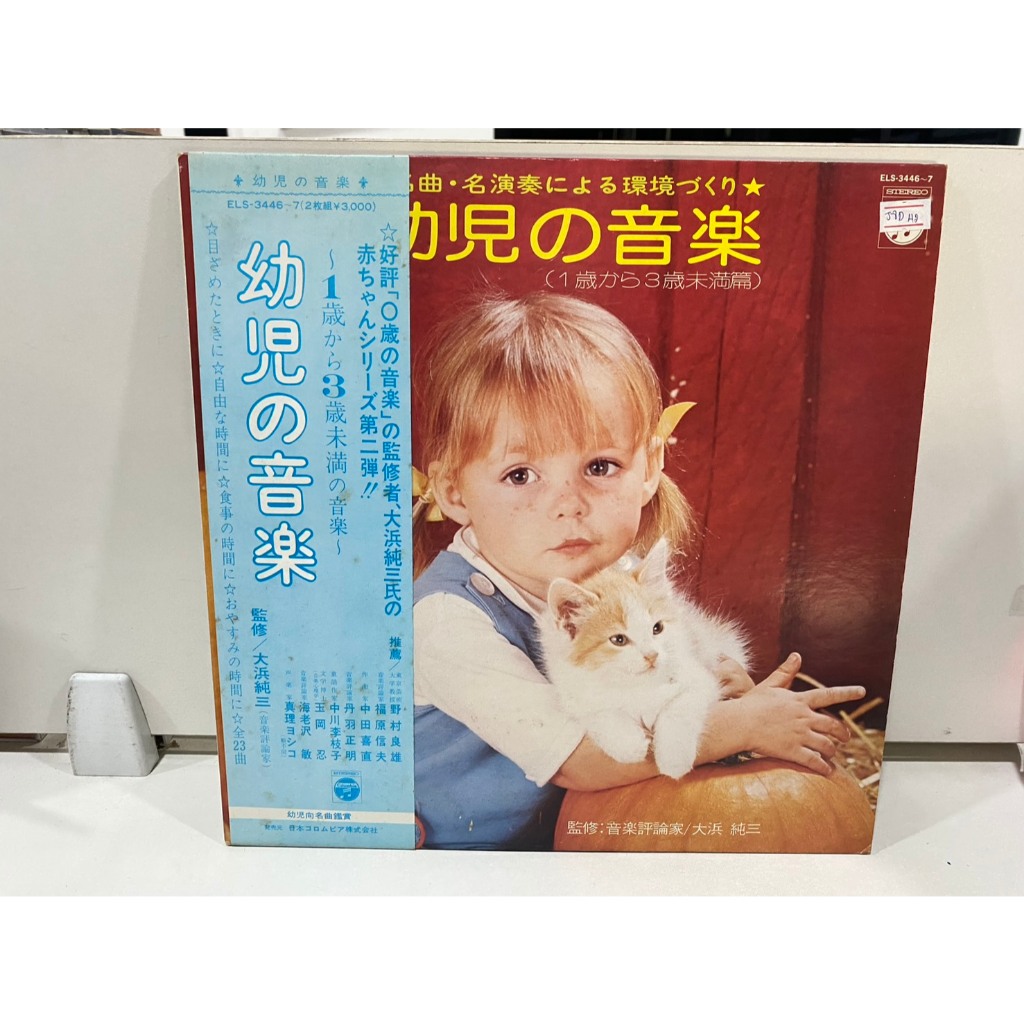 幼児の音楽
ELS-3446~7(2枚組¥3,000)
☆好評「〇歳の音楽」の監修者、大浜純三氏の
赤ちゃんシリーズ第二弾!!
~1歳から3歳未満の音楽~
幼児の音楽
監修/大浜純三(音楽評論家)
☆目ざめたときに☆自由な時間に☆食事の時間に☆おやすみの時間に☆全23曲
推薦
野村良雄
福原信夫
中田喜直
丹羽正明
中川李枝子
玉岡忍
海老沢敏
真理ヨシコ
幼児向名曲鑑賞
発売元 日本コロムビア株式会社
名曲・名演奏による環境づくり★
幼児の音楽
(1歳から3歳未満篇)
ELS-3446~7
STEREO
監修:音楽評論家/大浜 純三